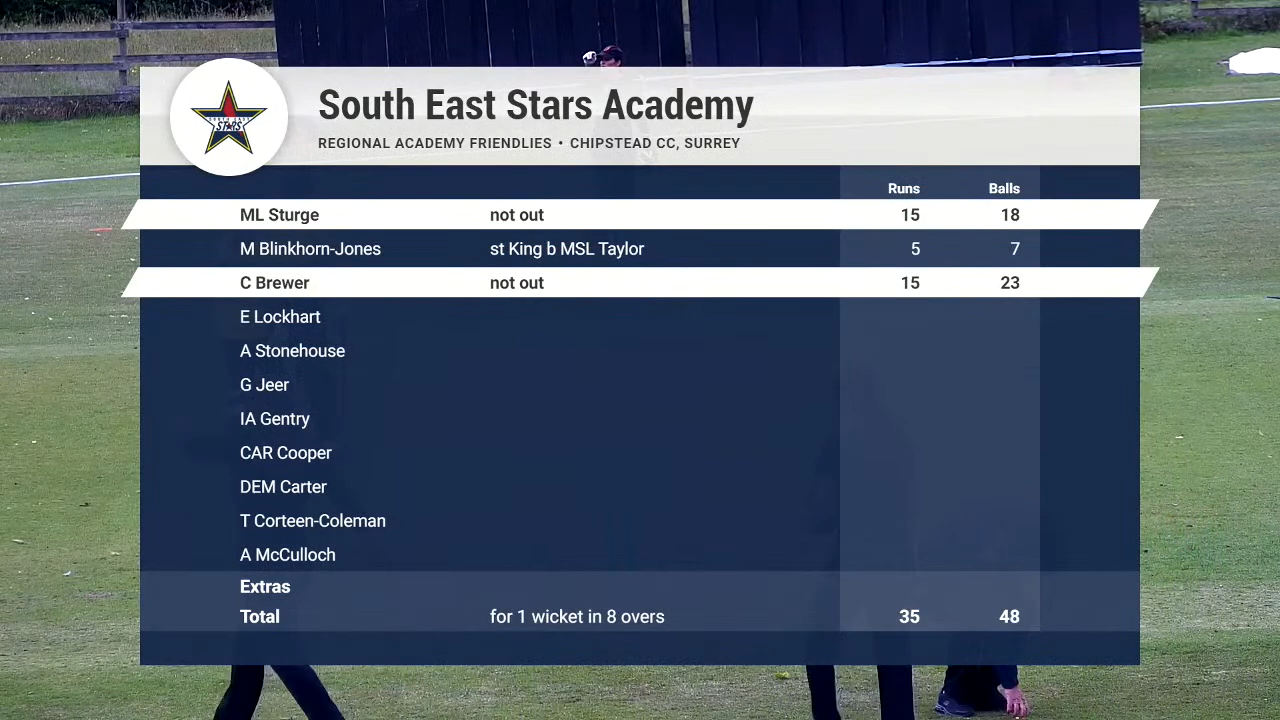 South East Stars Academy
REGIONAL ACADEMY FRIENDLIES • CHIPSTEAD CC, SURREY
STARS
Runs Balls
ML Sturge not out 15 18
M Blinkhorn-Jones st King b MSL Taylor 5 7
C Brewer not out 15 23
E Lockhart
A Stonehouse
G Jeer
IA Gentry
CAR Cooper
DEM Carter
T Corteen-Coleman
A McCulloch
Extras
Total for 1 wicket in 8 overs 35 48